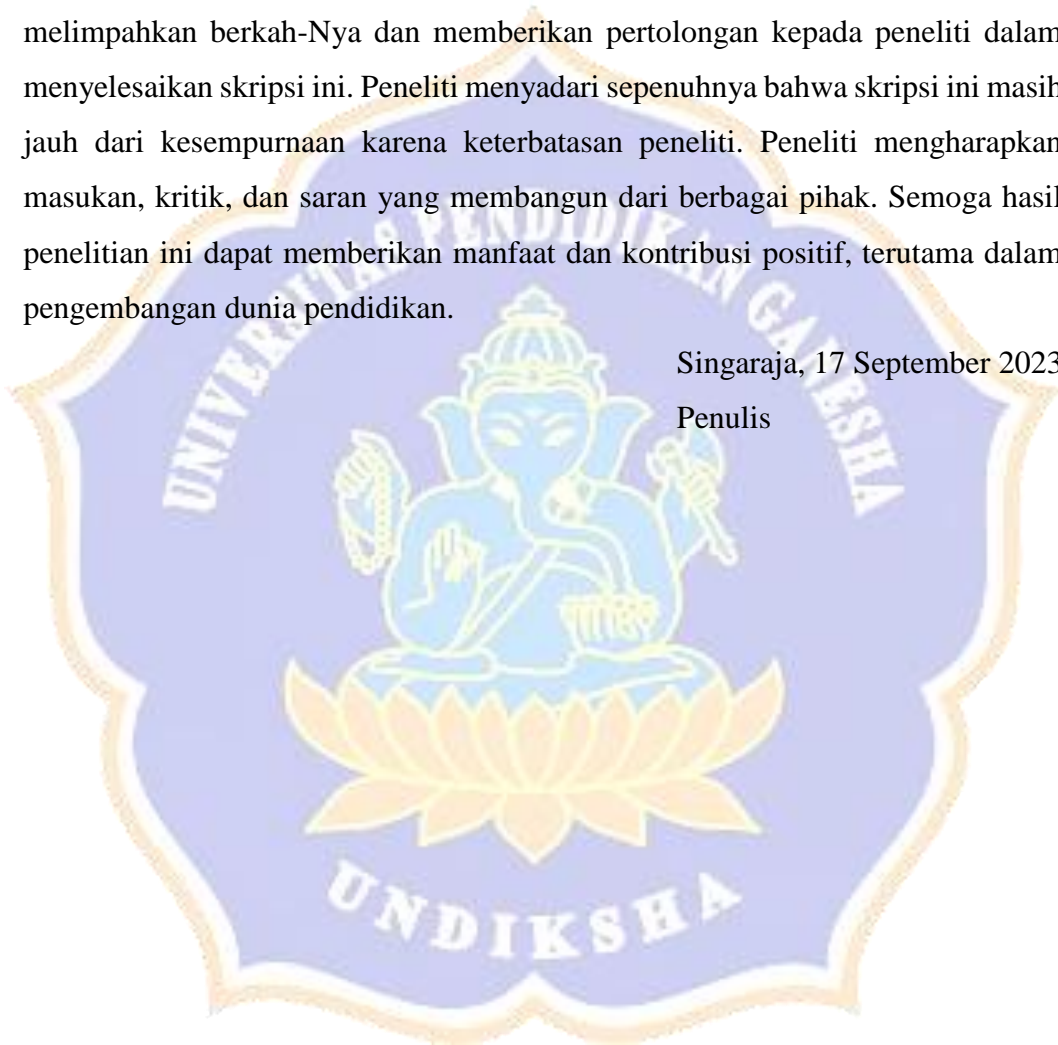 melimpahkan berkah-Nya dan memberikan pertolongan kepada peneliti dalam
menyelesaikan skripsi ini. Peneliti menyadari sepenuhnya bahwa skripsi ini masih
jauh dari kesempurnaan karena keterbatasan peneliti. Peneliti mengharapkan
masukan, kritik, dan saran yang membangun dari berbagai pihak. Semoga hasil
penelitian ini dapat memberikan manfaat dan kontribusi positif, terutama dalam
pengembangan dunia pendidikan.
Singaraja, 17 September 2023
Penulis
UNIVERSITAS PENDIDIKAN GANESHA
UNDIKSHA